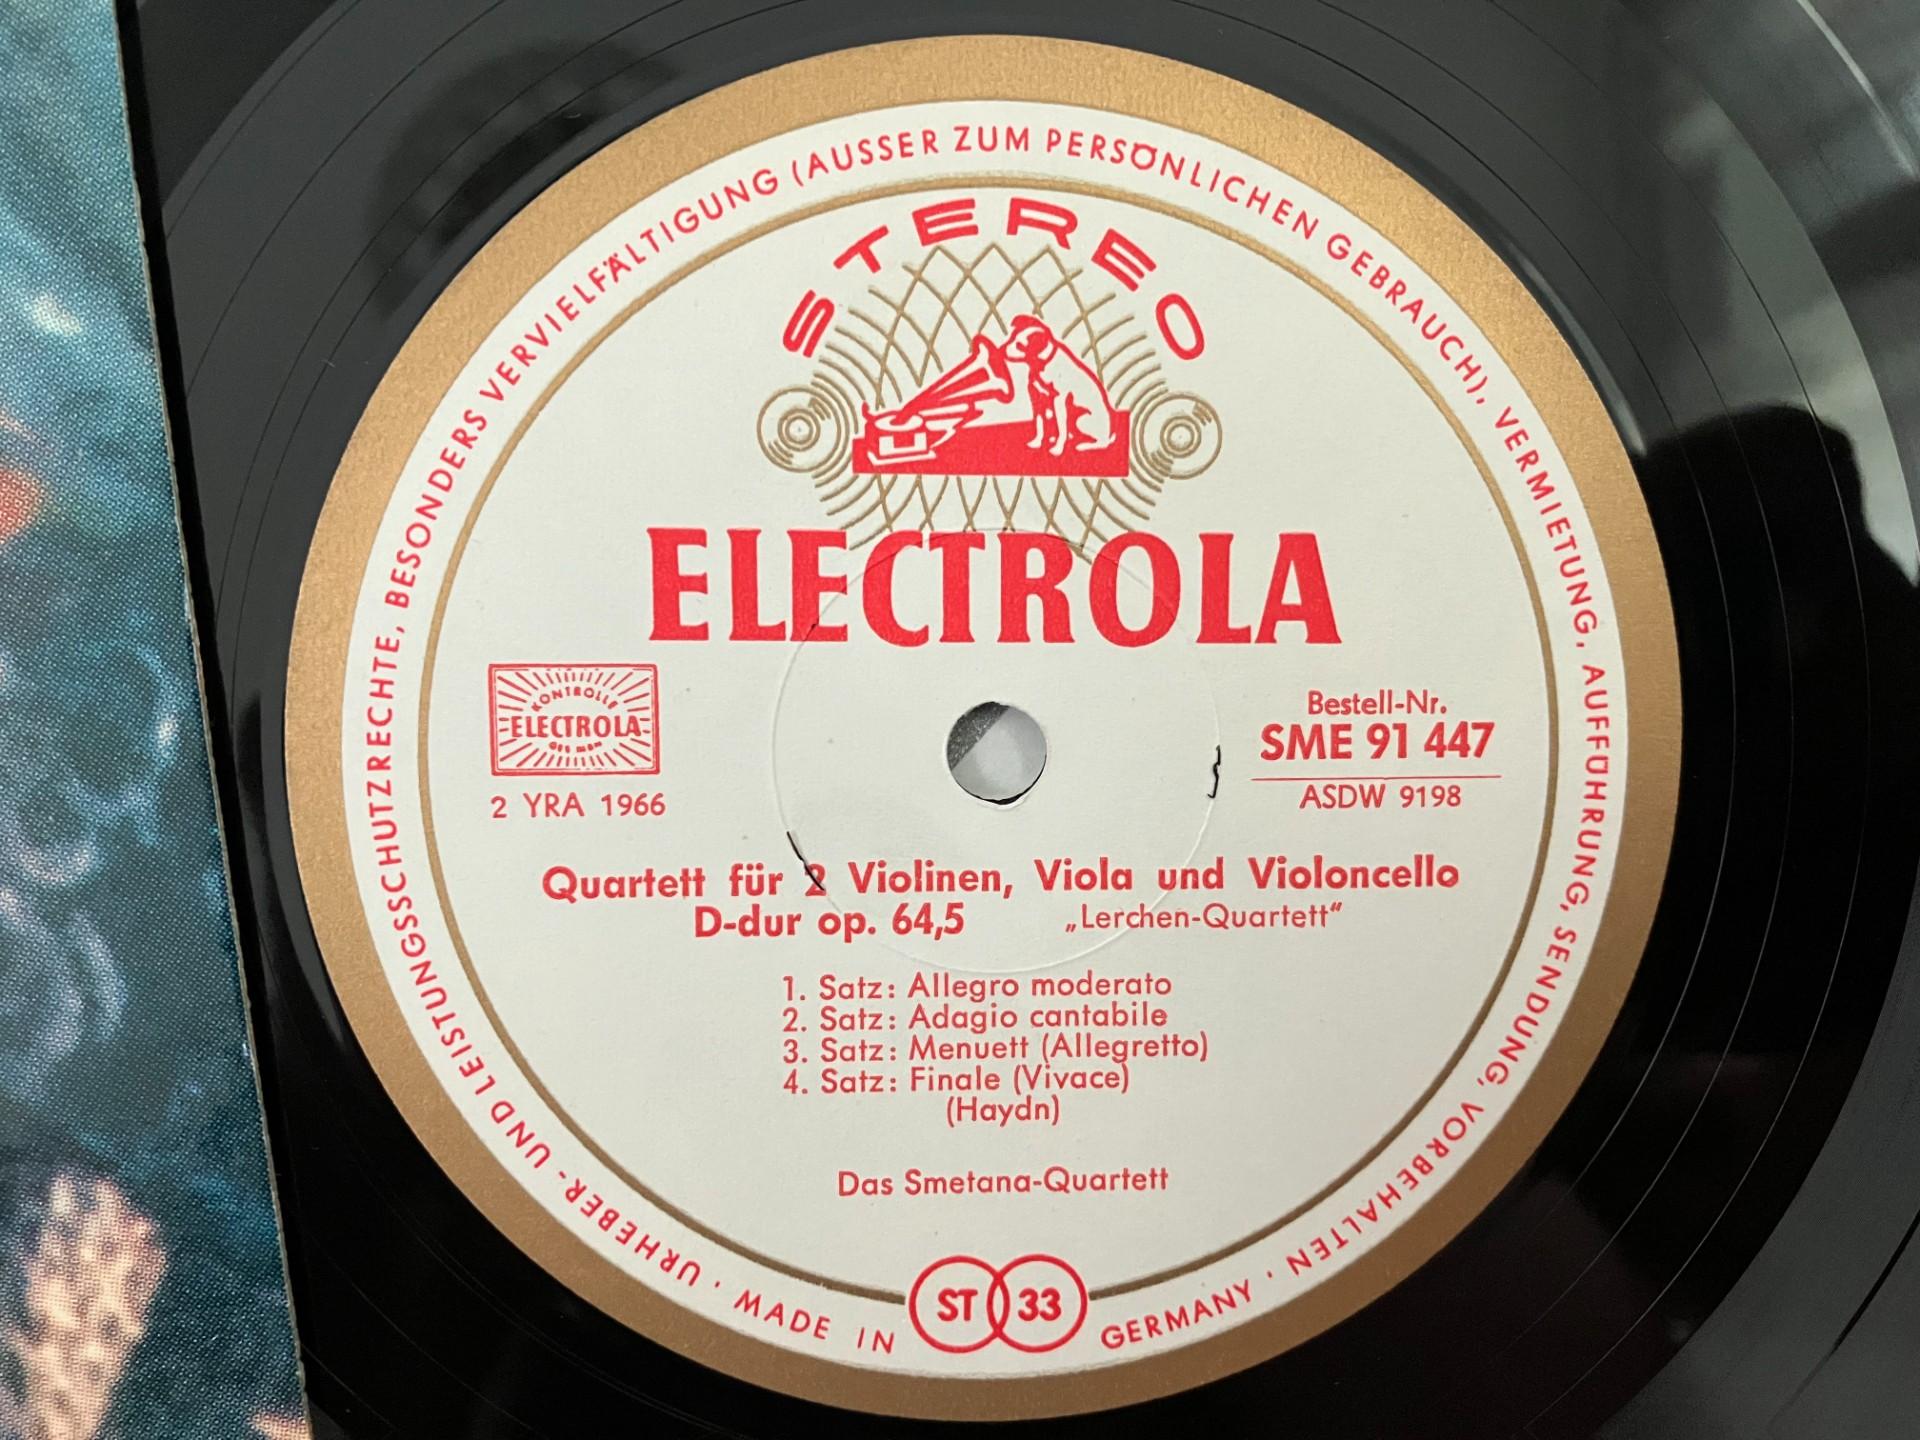 URHEBER- UND LEISTUNGSSCHUTZRECHTE, BESONDERS VERVIELFÄLTIGUNG (AUSSER ZUM PERSÖNLICHEN GEBRAUCH), VERMIETUNG, AUFFÜHRUNG, SENDUNG, VORBEHALTEN · MADE IN GERMANY ·
STEREO
ELECTROLA
KONTROLLE
ELECTROLA
2 YRA 1966
Bestell-Nr.
SME 91 447
ASDW 9198
Quartett für 2 Violinen, Viola und Violoncello
D-dur op. 64,5 „Lerchen-Quartett“
1. Satz: Allegro moderato
2. Satz: Adagio cantabile
3. Satz: Menuett (Allegretto)
4. Satz: Finale (Vivace)
(Haydn)
Das Smetana-Quartett
ST 33